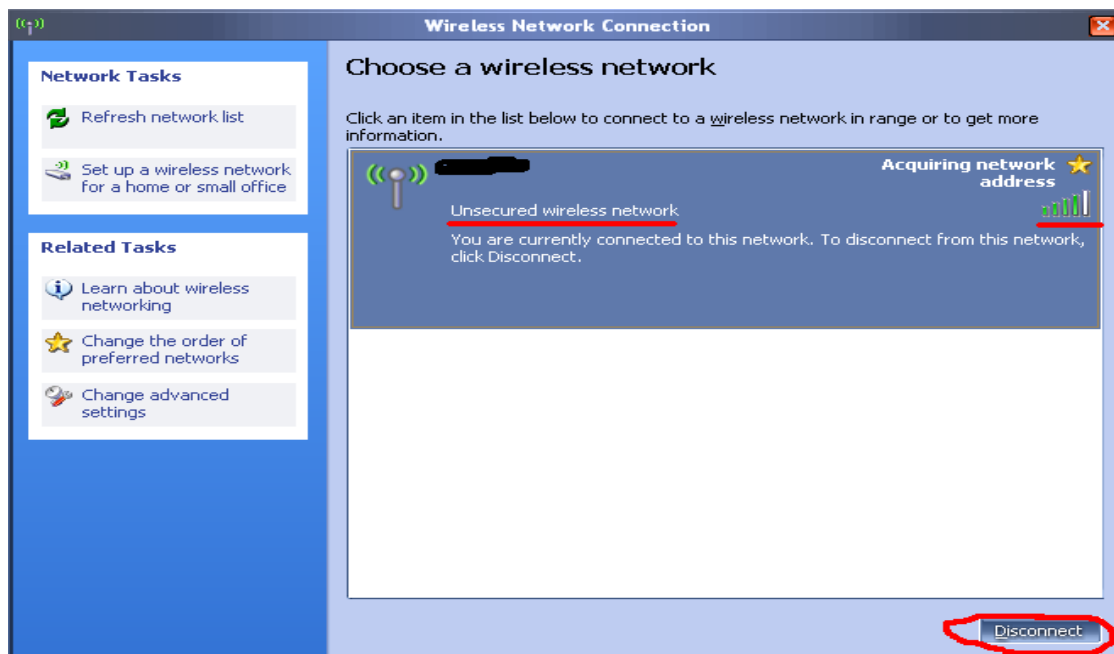 Wireless Network Connection
Network Tasks
Refresh network list
Set up a wireless network
for a home or small office
Related Tasks
Learn about wireless
networking
Change the order of
preferred networks
Change advanced
settings
Choose a wireless network
Click an item in the list below to connect to a wireless network in range or to get more
information.
Acquiring network
address
Unsecured wireless network
You are currently connected to this network. To disconnect from this network,
click Disconnect.
Disconnect